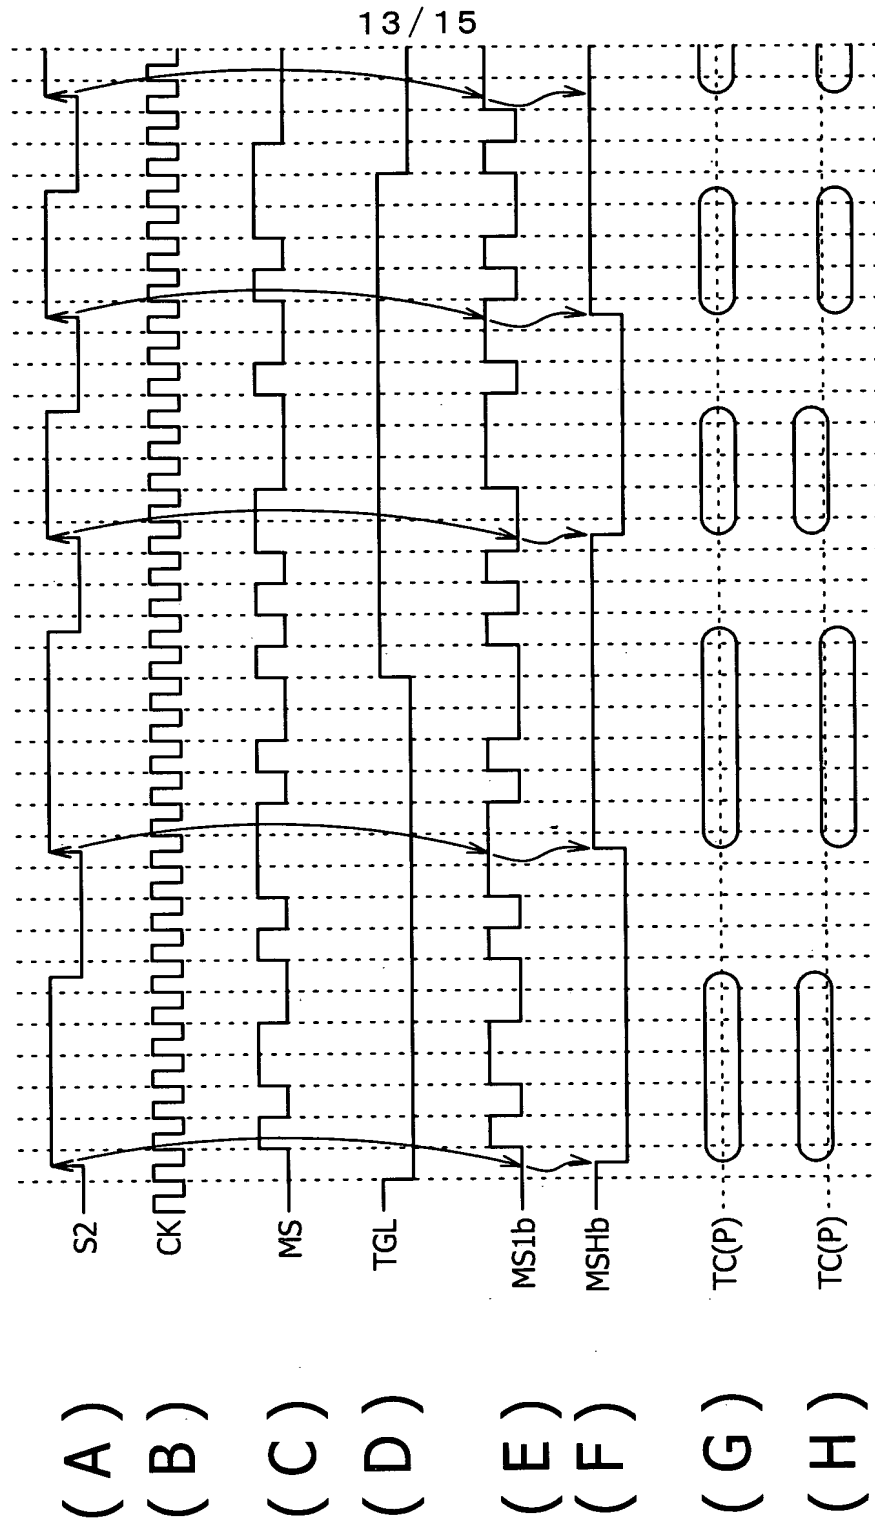 13/15
(A) S2
(B) CK
(C) MS
(D) TGL
(E) MS1b
(F) MSHb
(G) TC(P)
(H) TC(P)